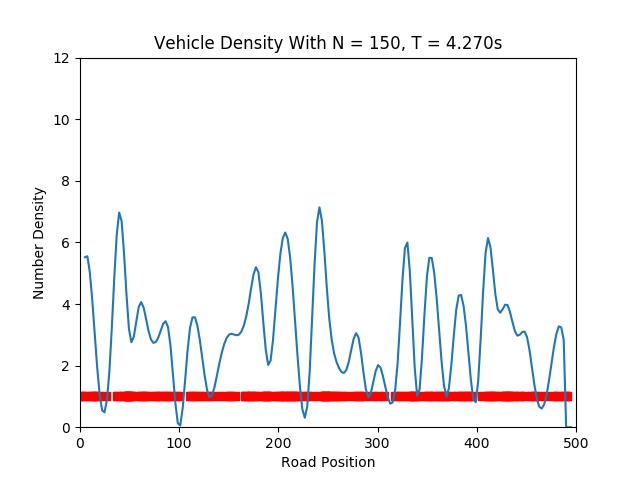 Vehicle Density With N = 150, T = 4.270s
12
10
8
6
4
2
0
Number Density
0 100 200 300 400 500
Road Position